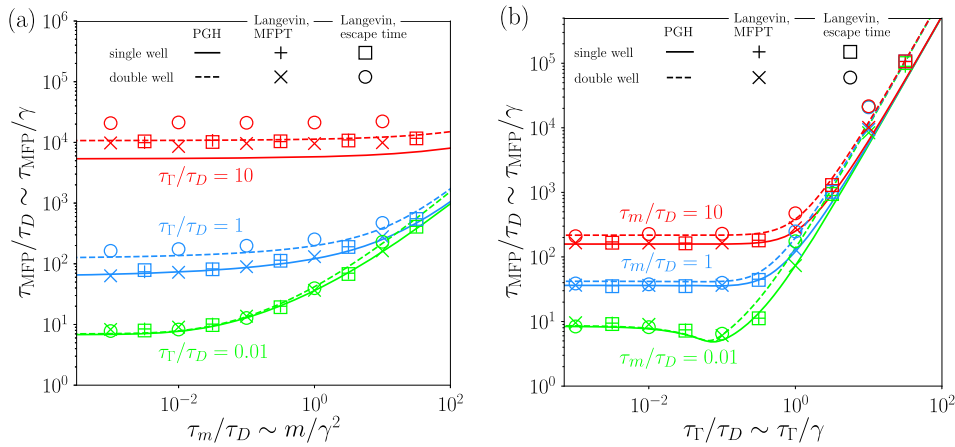 (a)
Langevin, Langevin,
PGH MFPT escape time
single well
double well
τ_Γ/τ_D = 10
τ_Γ/τ_D = 1
τ_Γ/τ_D = 0.01
τ_MFP/τ_D ∼ τ_MFP/γ
10^6
10^5
10^4
10^3
10^2
10^1
10^0
10^−2 10^0 10^2
τ_m/τ_D ∼ m/γ^2
(b)
Langevin, Langevin,
PGH MFPT escape time
single well
double well
τ_m/τ_D = 10
τ_m/τ_D = 1
τ_m/τ_D = 0.01
τ_MFP/τ_D ∼ τ_MFP/γ
10^5
10^4
10^3
10^2
10^1
10^0
10^−2 10^0 10^2
τ_Γ/τ_D ∼ τ_Γ/γ